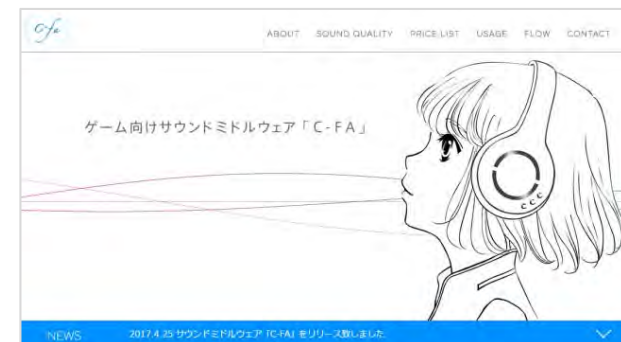 c-fa
ABOUT SOUND QUALITY PRICE LIST USAGE FLOW CONTACT
ゲーム向けサウンドミドルウェア「C-FA」
NEWS 2017.4.25 サウンドミドルウェア「C-FA」をリリース致しました